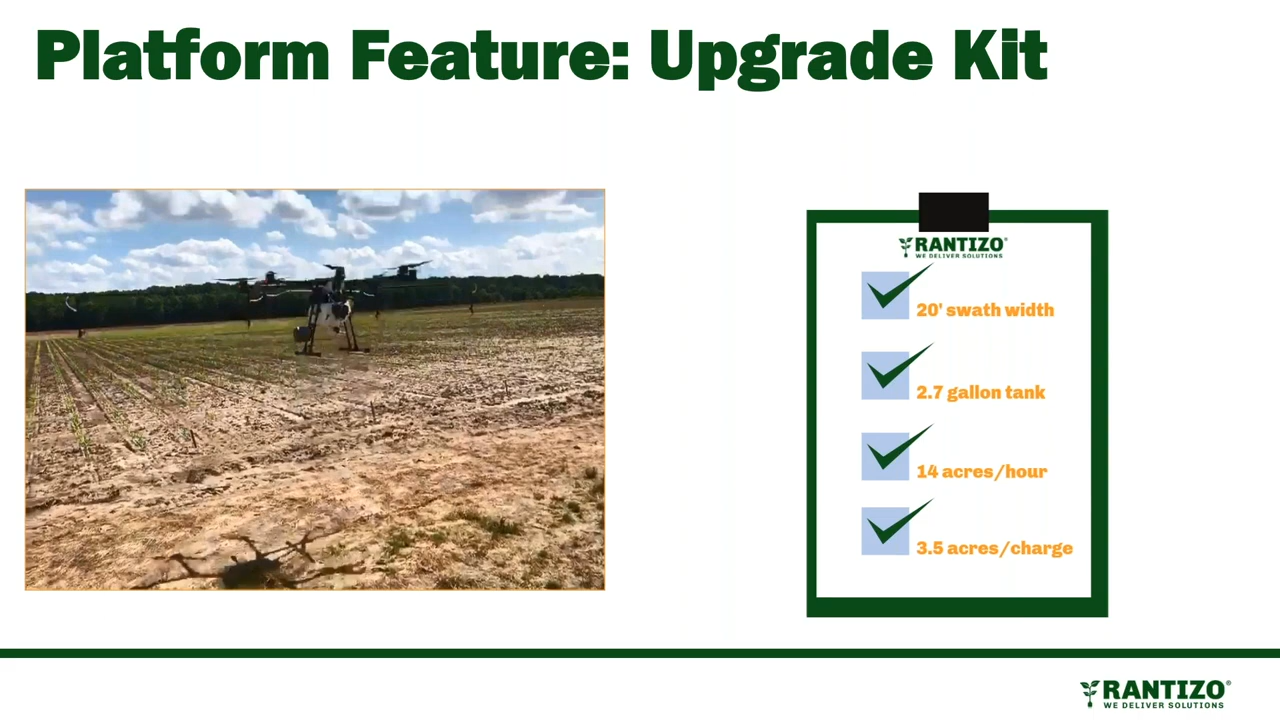 Platform Feature: Upgrade Kit
RANTIZO®
WE DELIVER SOLUTIONS
20' swath width
2.7 gallon tank
14 acres/hour
3.5 acres/charge
RANTIZO®
WE DELIVER SOLUTIONS